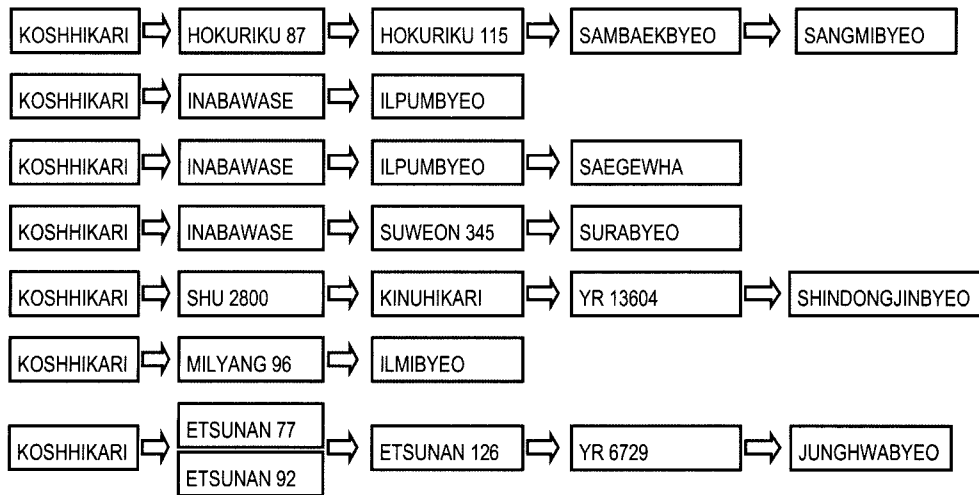 KOSHHIKARI HOKURIKU 87 HOKURIKU 115 SAMBAEKBYEO SANGMIBYEO
KOSHHIKARI INABAWASE ILPUMBYEO
KOSHHIKARI INABAWASE ILPUMBYEO SAEGEWHA
KOSHHIKARI INABAWASE SUWEON 345 SURABYEO
KOSHHIKARI SHU 2800 KINUHIKARI YR 13604 SHINDONGJINBYEO
KOSHHIKARI MILYANG 96 ILMIBYEO
KOSHHIKARI ETSUNAN 77 ETSUNAN 126 YR 6729 JUNGHWABYEO
ETSUNAN 92